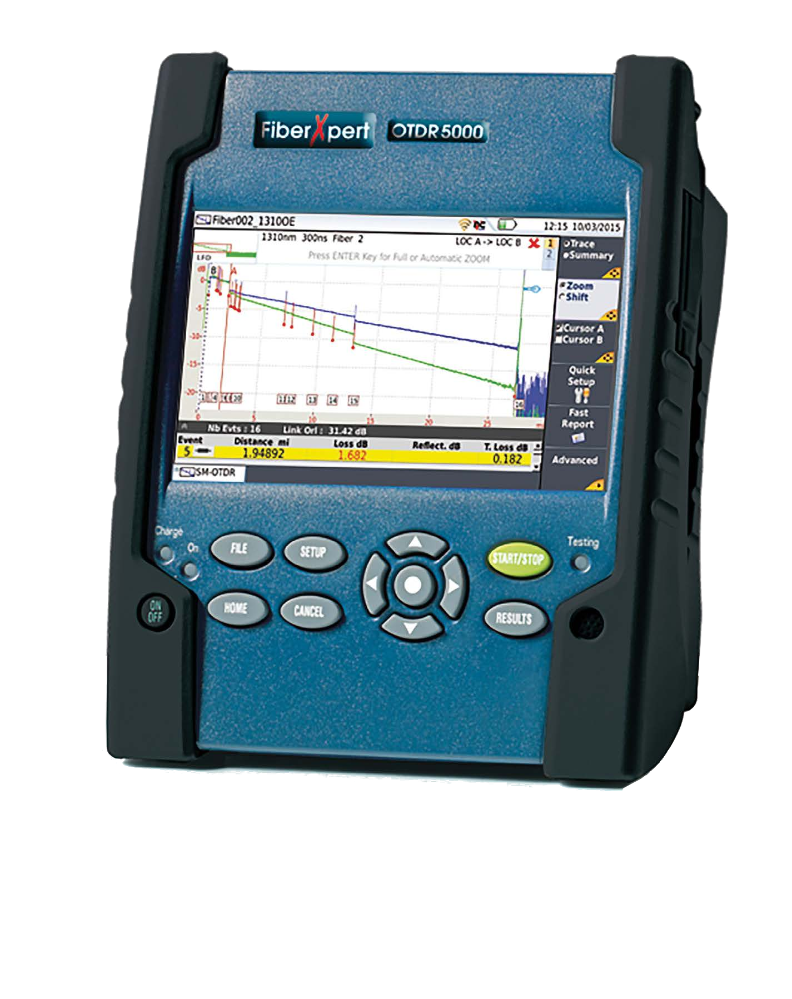 FiberXpert OTDR 5000
Fiber002_1310OE 12:15 10/03/2015
1310nm 300ns Fiber 2 LOC A -> LOC B 1
2
Press ENTER Key for Full or Automatic ZOOM
LFD
dB
B A
0
-5
-10
-15
-20
10 12 13 14 15 16
0 5 10 15 20 25
Nb Evts : 16 Link Orl : 31.42 dB
Event Distance mi Loss dB Reflect. dB T. Loss dB
5 1.94892 1.682 0.182
SM-OTDR
Trace
Summary
Zoom
Shift
Cursor A
Cursor B
Quick
Setup
Fast
Report
Advanced
Charge
On
FILE SETUP START/STOP Testing
ON
OFF
HOME CANCEL RESULTS